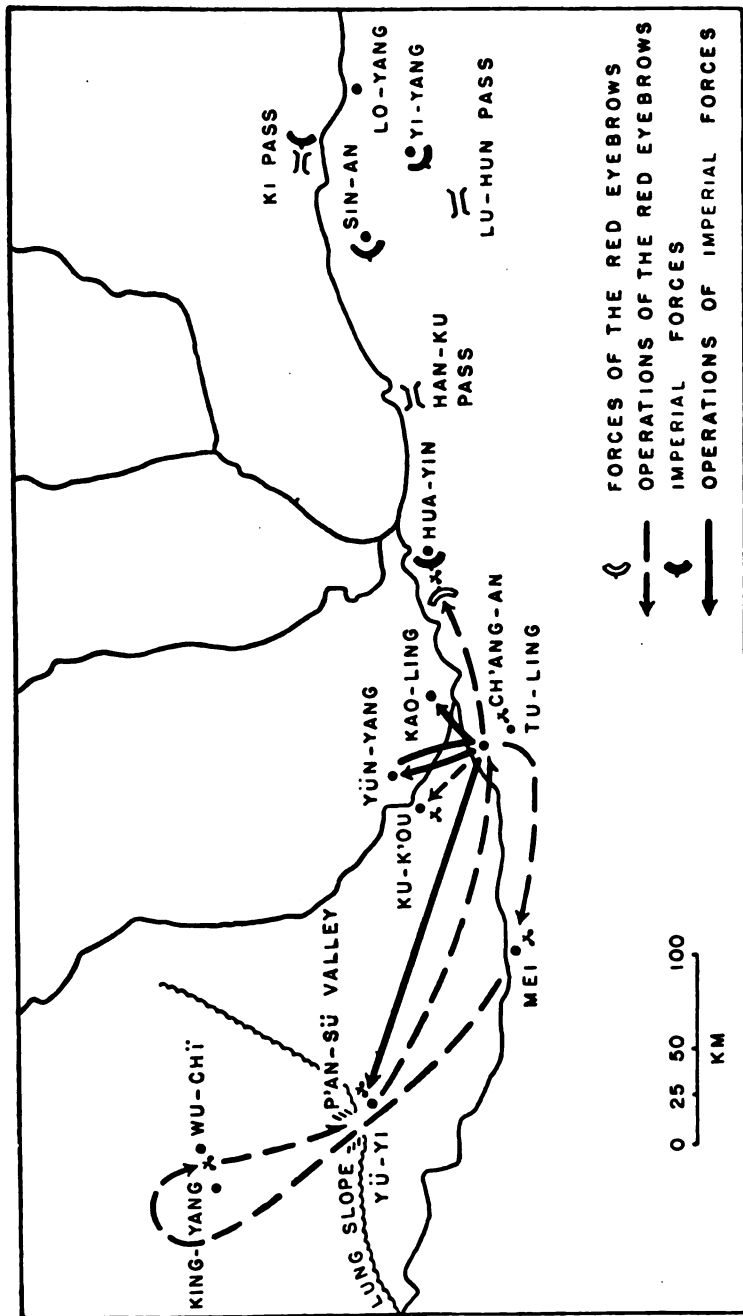 KI PASS
LO-YANG
SIN-AN
YI-YANG
LU-HUN PASS
HAN-KU
PASS
HUA-YIN
KAO-LING
YÜN-YANG
CH'ANG-AN
TU-LING
KU-K'OU
MEI
P'AN-SÜ VALLEY
WU-CHÏ
KING-YANG
LUNG SLOPE
YÜ-YI
0 25 50 100
KM
FORCES OF THE RED EYEBROWS
OPERATIONS OF THE RED EYEBROWS
IMPERIAL FORCES
OPERATIONS OF IMPERIAL FORCES